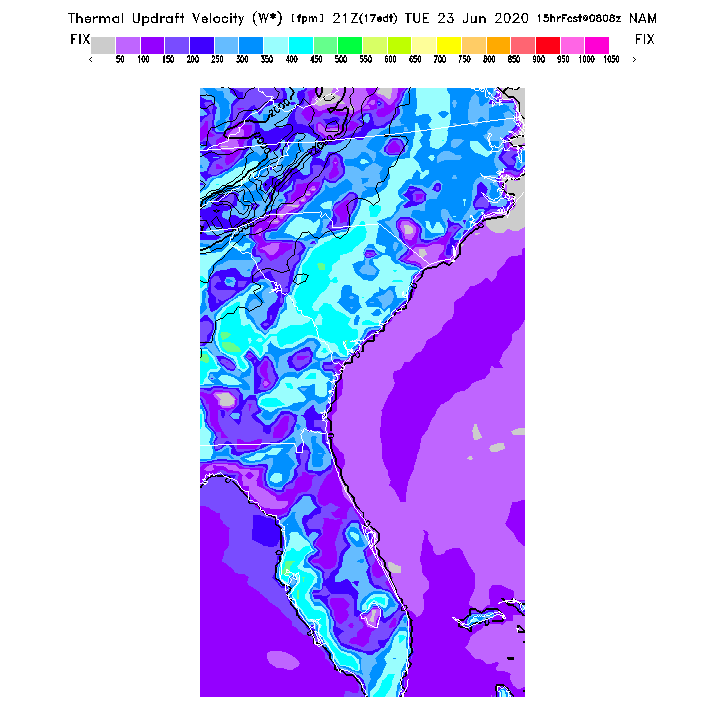 Thermal Updraft Velocity (W*) [fpm] 21Z(17edt) TUE 23 Jun 2020 15hrFcst@0808z NAM
FIX FIX
< 50 100 150 200 250 300 350 400 450 500 550 600 650 700 750 800 850 900 950 1000 1050 >